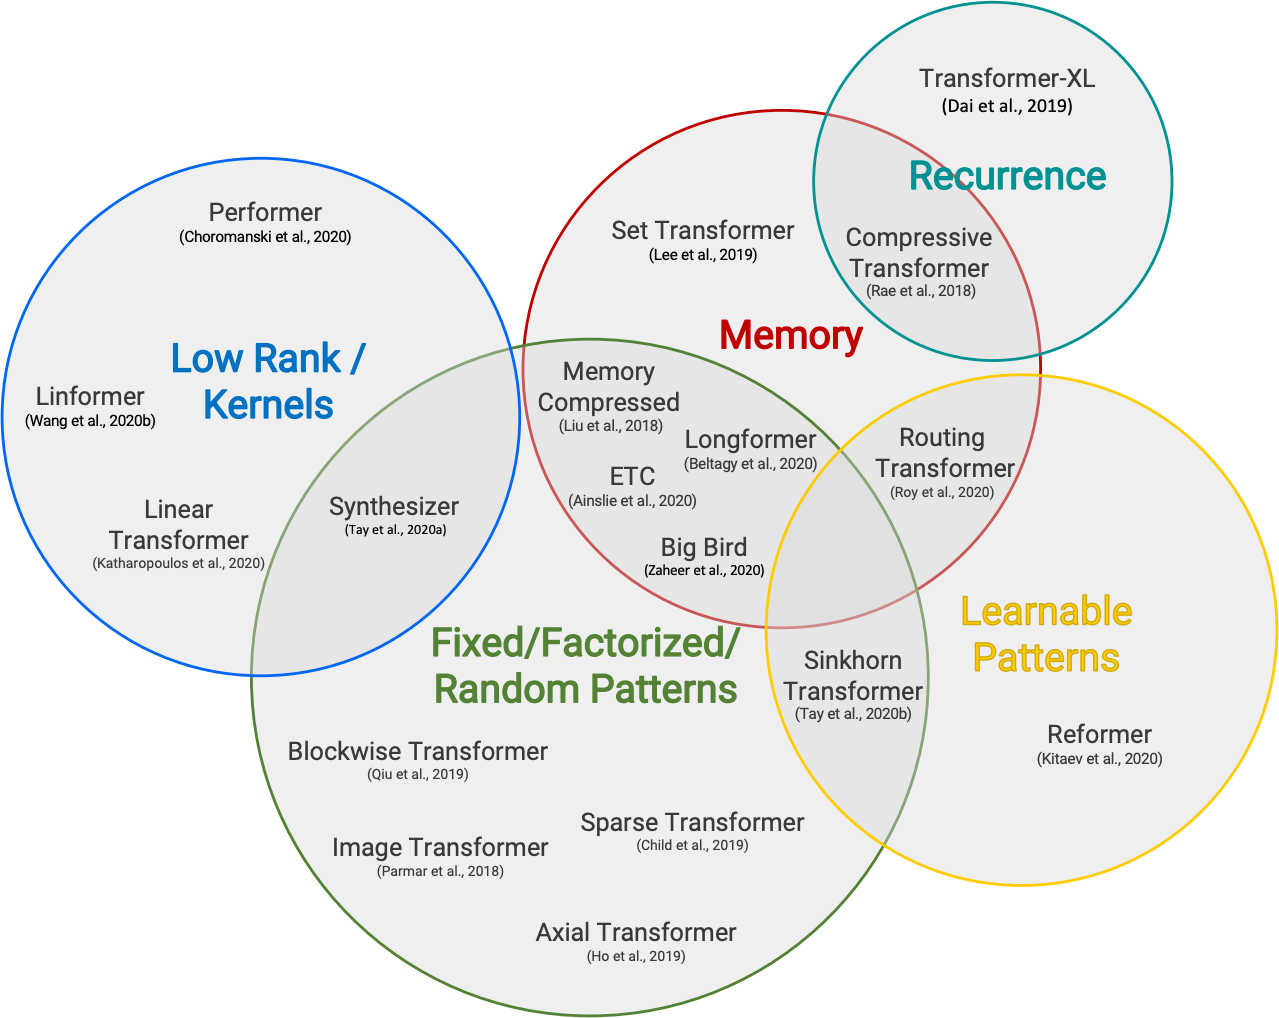 Transformer-XL
(Dai et al., 2019)
Recurrence
Compressive
Transformer
(Rae et al., 2018)
Set Transformer
(Lee et al., 2019)
Memory
Performer
(Choromanski et al., 2020)
Low Rank /
Kernels
Linformer
(Wang et al., 2020b)
Linear
Transformer
(Katharopoulos et al., 2020)
Synthesizer
(Tay et al., 2020a)
Memory
Compressed
(Liu et al., 2018)
Longformer
(Beltagy et al., 2020)
ETC
(Ainslie et al., 2020)
Big Bird
(Zaheer et al., 2020)
Routing
Transformer
(Roy et al., 2020)
Learnable
Patterns
Fixed/Factorized/
Random Patterns
Sinkhorn
Transformer
(Tay et al., 2020b)
Reformer
(Kitaev et al., 2020)
Blockwise Transformer
(Qiu et al., 2019)
Sparse Transformer
(Child et al., 2019)
Image Transformer
(Parmar et al., 2018)
Axial Transformer
(Ho et al., 2019)